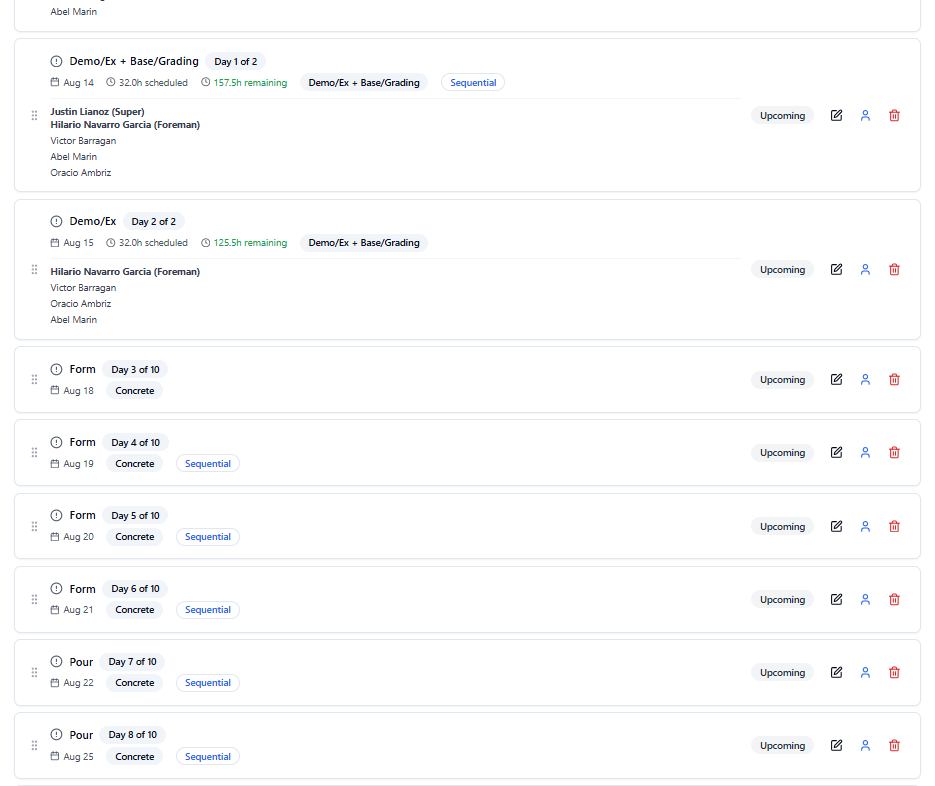 Abel Marin
Demo/Ex + Base/Grading Day 1 of 2
Aug 14 32.0h scheduled 157.5h remaining Demo/Ex + Base/Grading Sequential
Justin Lianoz (Super)
Hilario Navarro Garcia (Foreman)
Upcoming
Victor Barragan
Abel Marin
Oracio Ambriz
Demo/Ex Day 2 of 2
Aug 15 32.0h scheduled 125.5h remaining Demo/Ex + Base/Grading
Hilario Navarro Garcia (Foreman)
Upcoming
Victor Barragan
Oracio Ambriz
Abel Marin
Form Day 3 of 10
Upcoming
Aug 18 Concrete
Form Day 4 of 10
Upcoming
Aug 19 Concrete Sequential
Form Day 5 of 10
Upcoming
Aug 20 Concrete Sequential
Form Day 6 of 10
Upcoming
Aug 21 Concrete Sequential
Pour Day 7 of 10
Upcoming
Aug 22 Concrete Sequential
Pour Day 8 of 10
Upcoming
Aug 25 Concrete Sequential